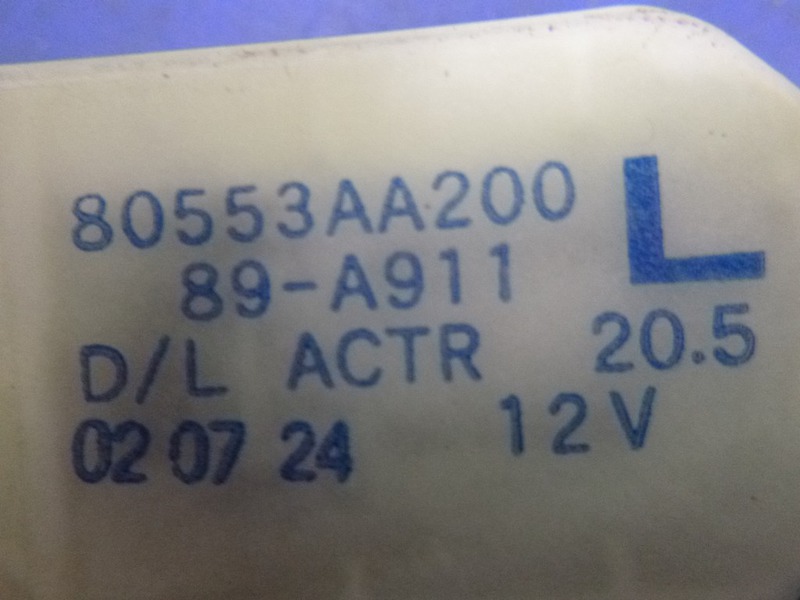 80553AA200 L
89-A911
D/L ACTR 20.5
02 07 24 12V